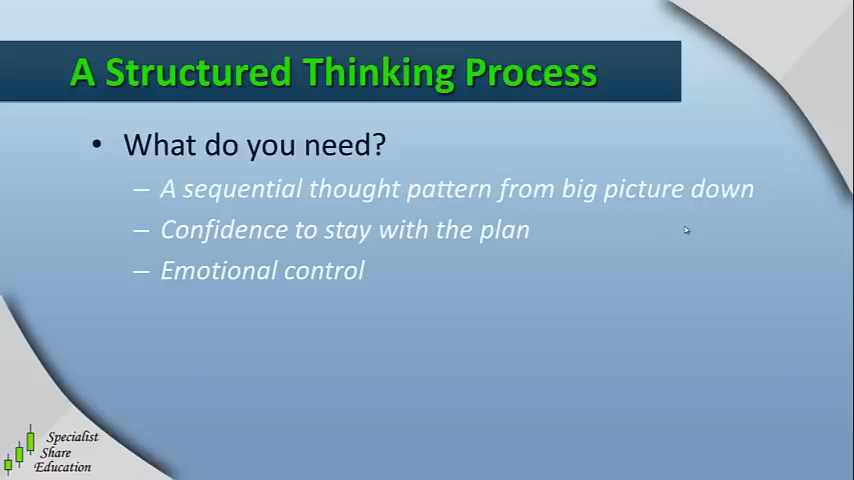 A Structured Thinking Process
• What do you need?
– A sequential thought pattern from big picture down
– Confidence to stay with the plan
– Emotional control
Specialist
Share
Education